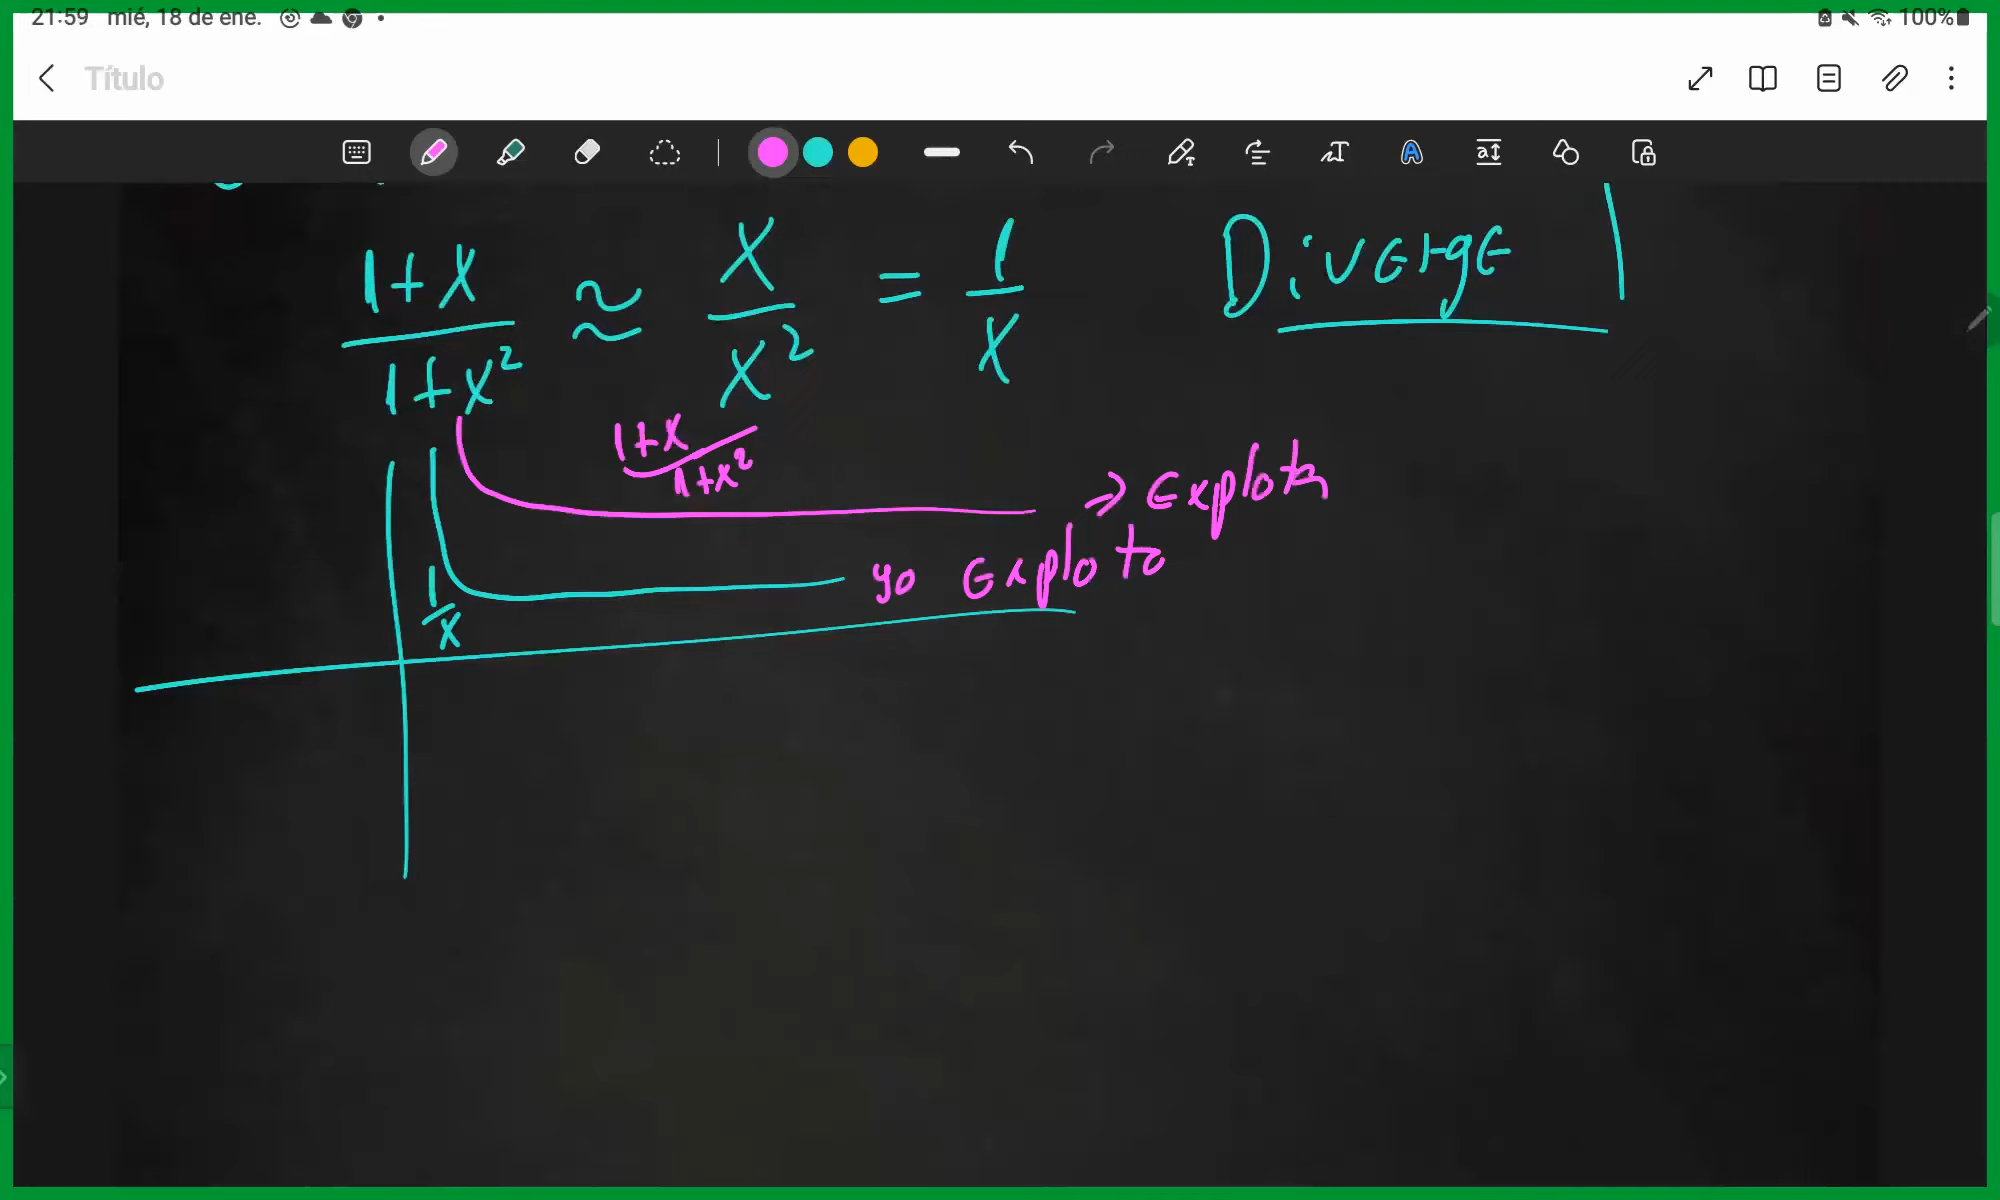 21:59 mié, 18 de ene. 100%
Título
1+X / 1+X² ≈ X / X² = 1 / X Diverge
1+X / 1+X²
⇒ Explota
yo Exploto
1/X